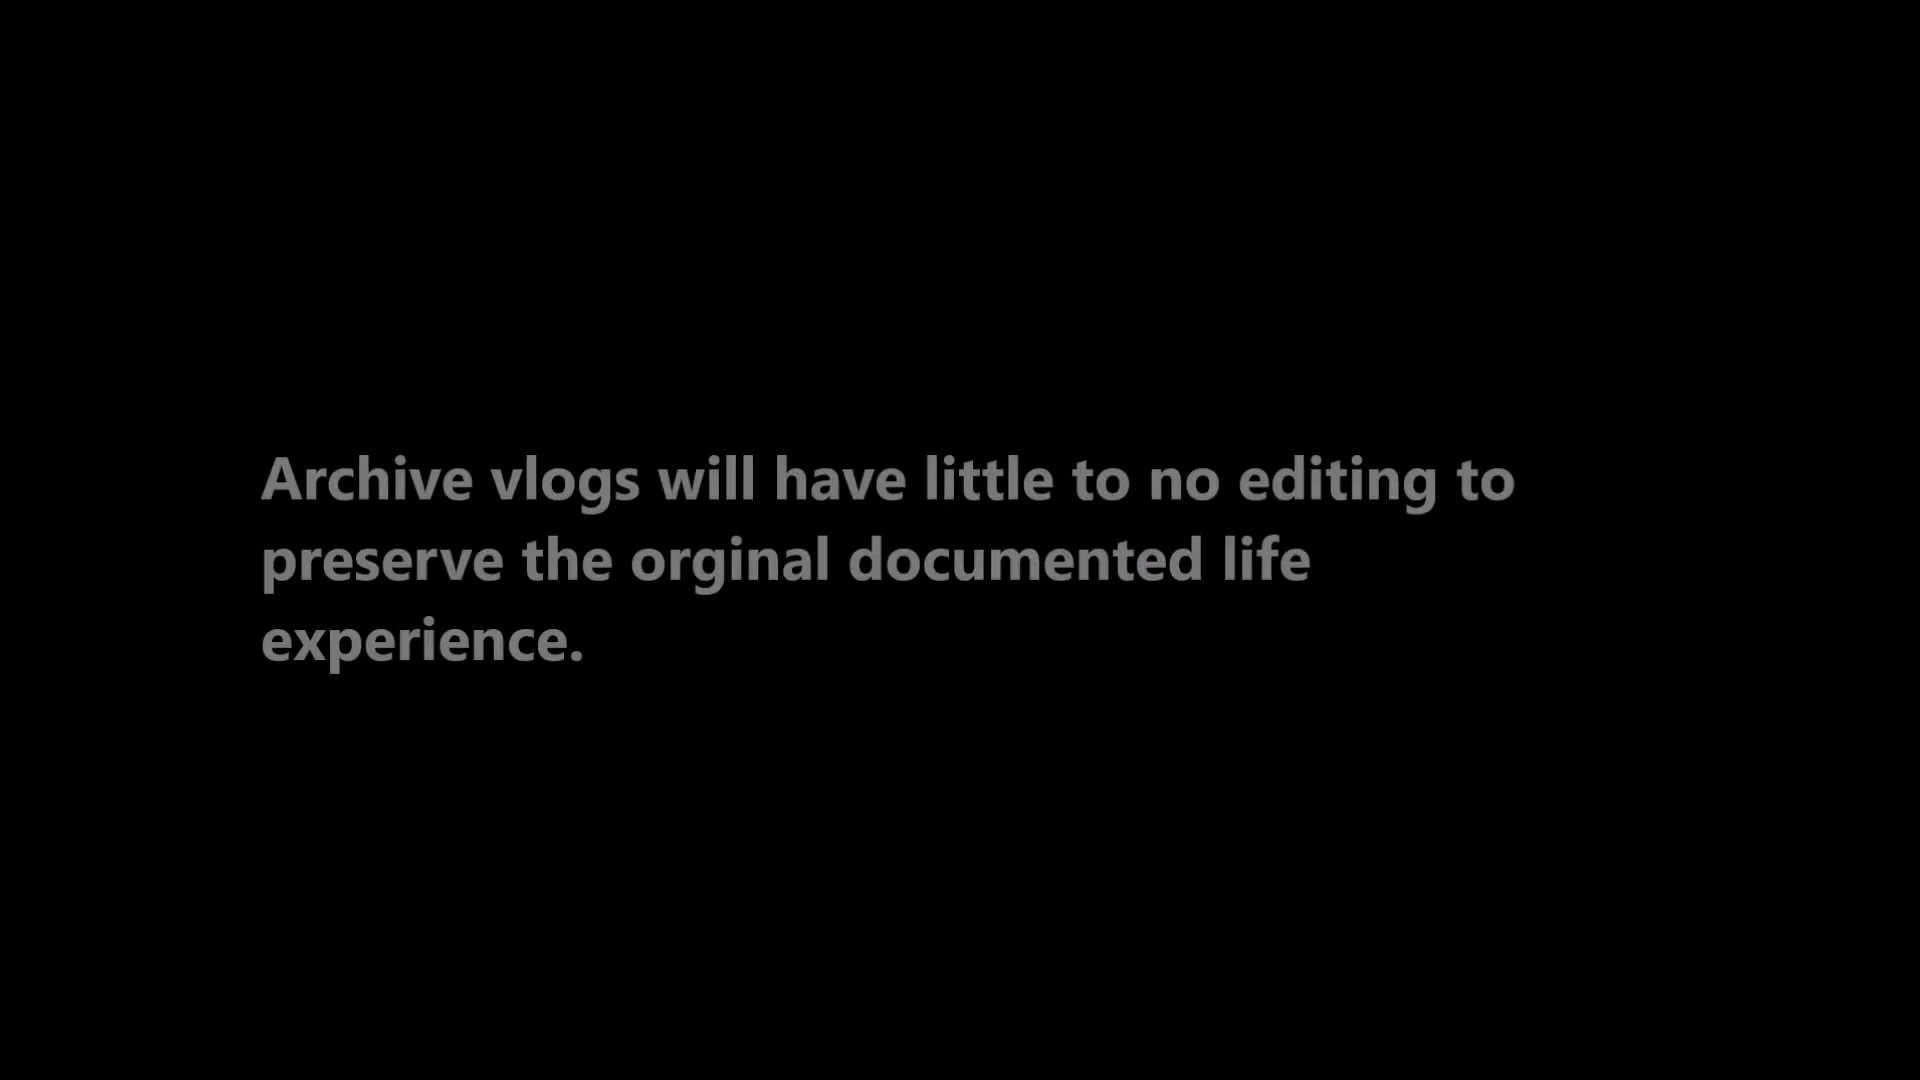 Archive vlogs will have little to no editing to
preserve the orginal documented life
experience.